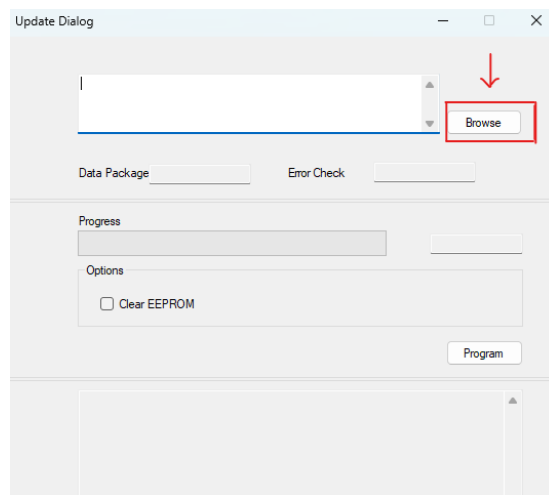 Update Dialog
Browse
Data Package
Error Check
Progress
Options
Clear EEPROM
Program